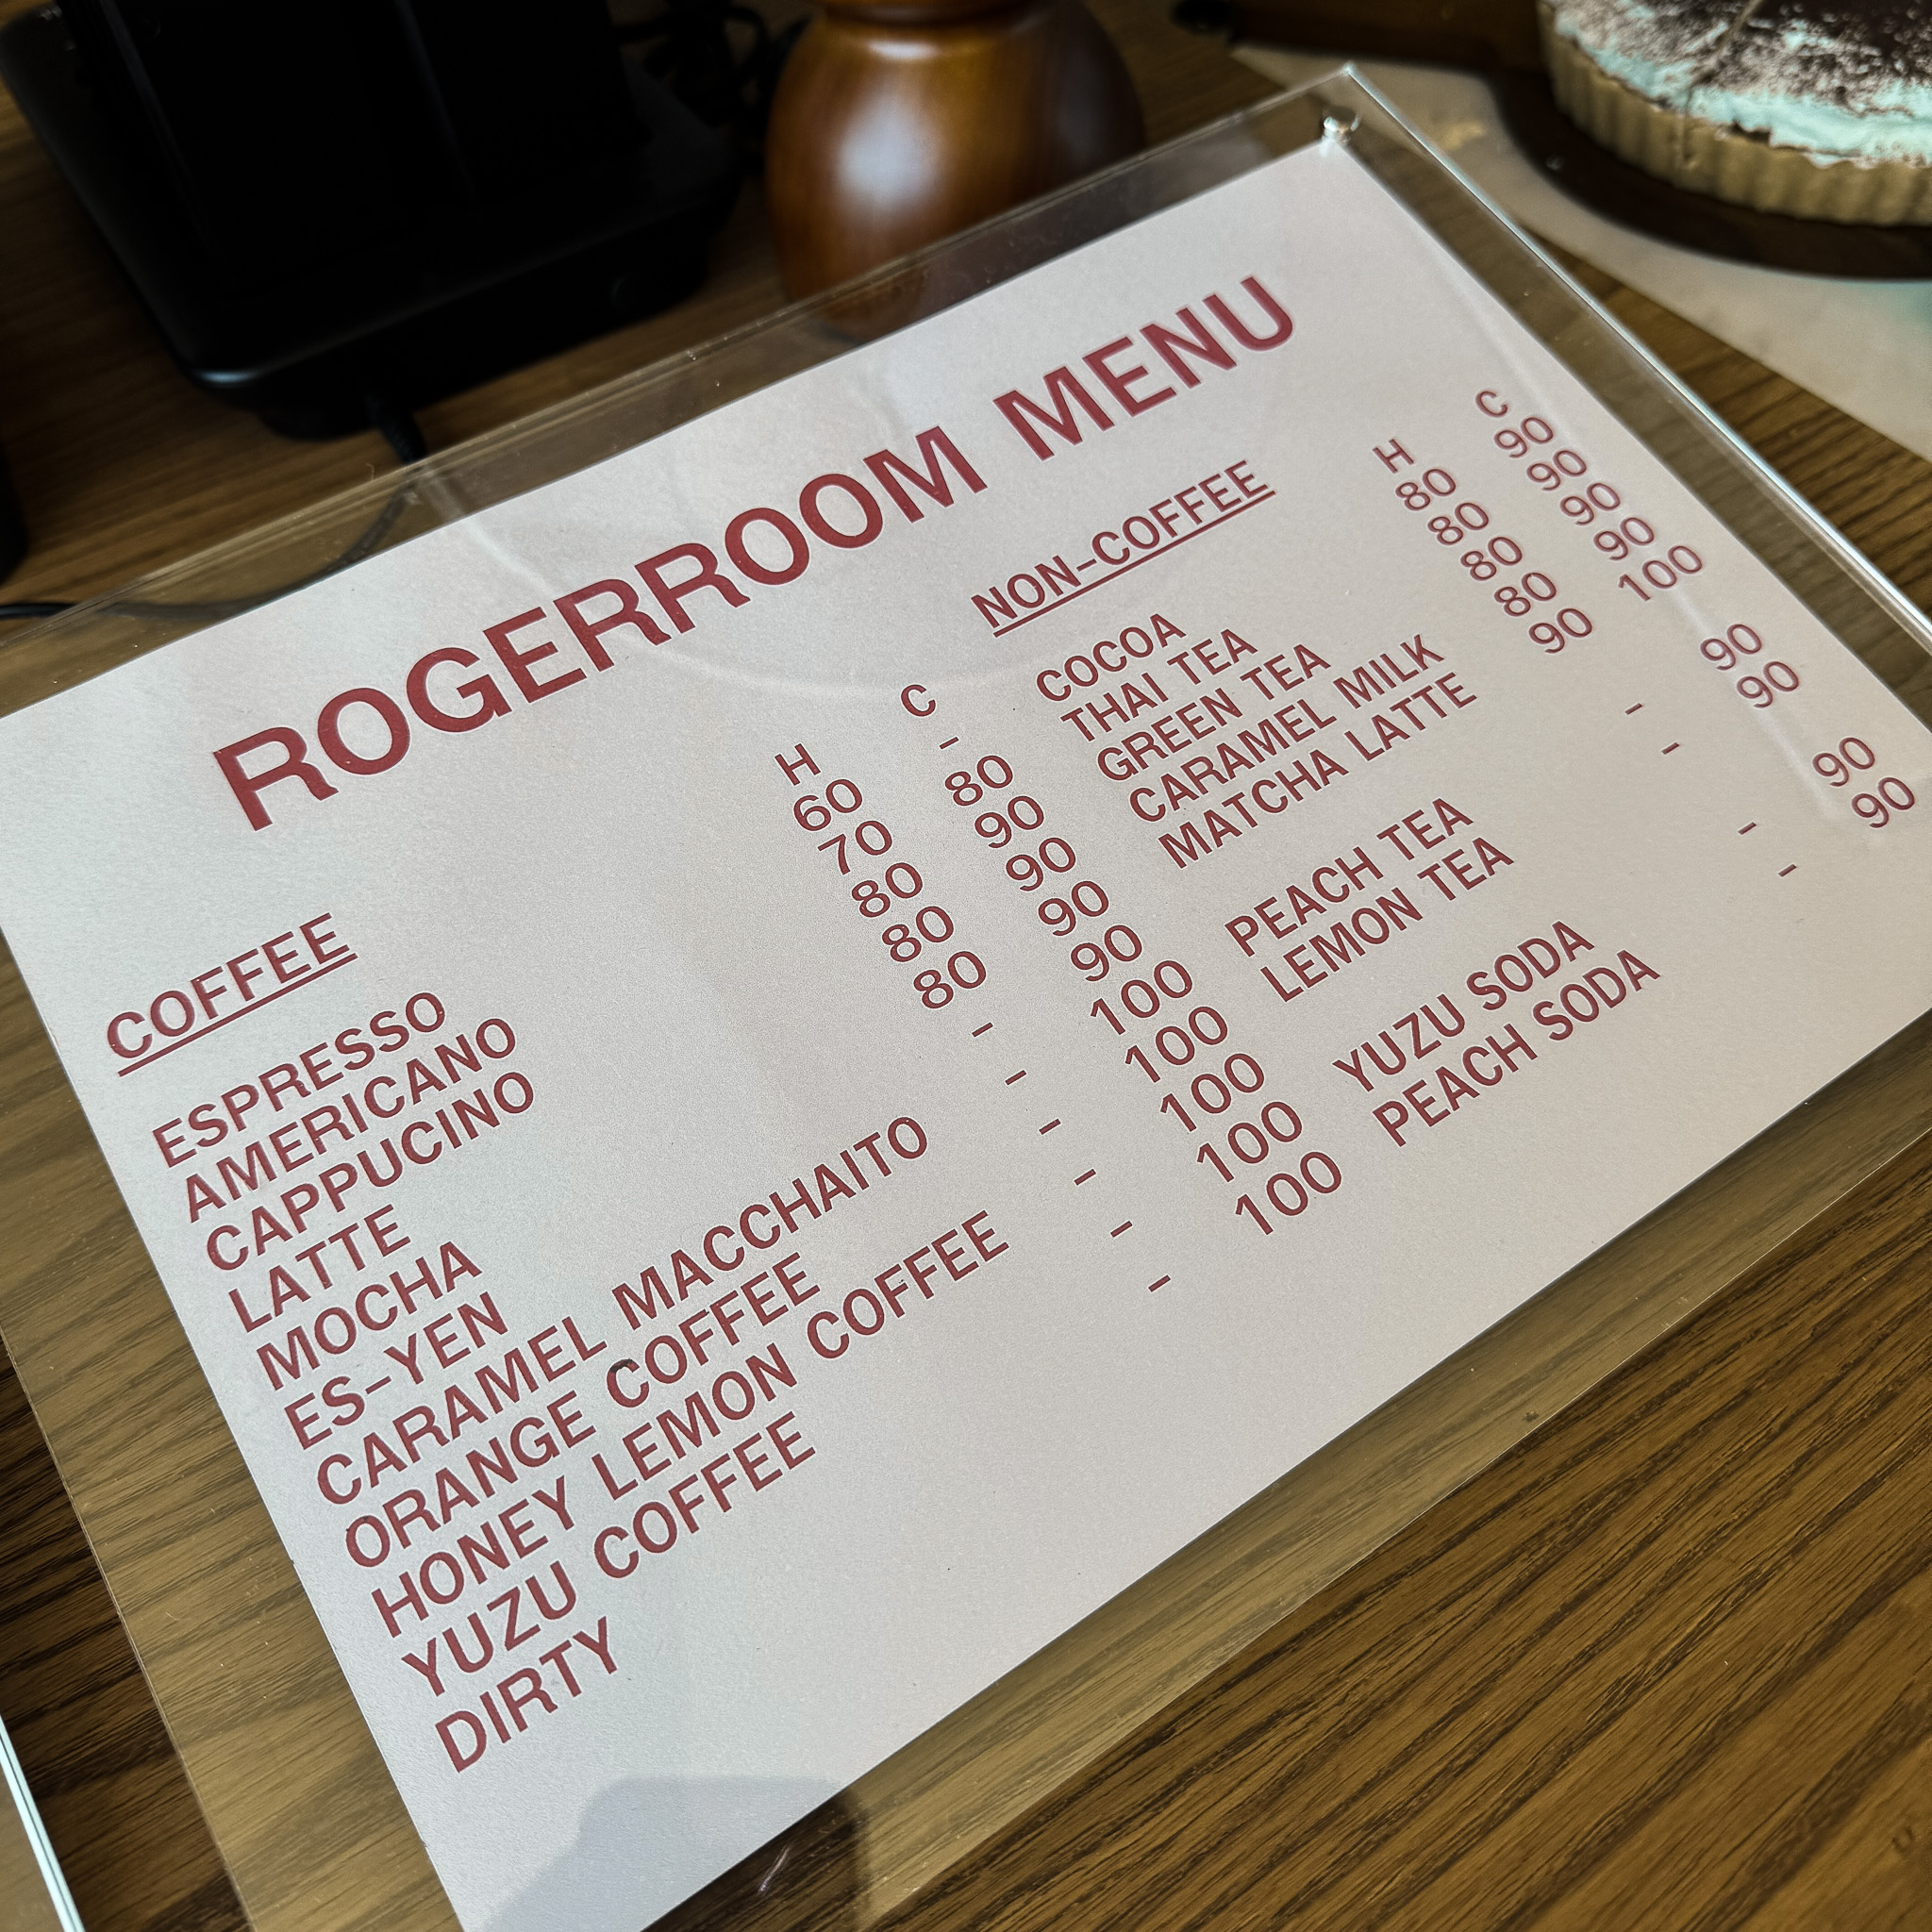 ROGERROOM MENU
COFFEE H C
ESPRESSO 60 -
AMERICANO 70 80
CAPPUCINO 80 90
LATTE 80 90
MOCHA 80 90
ES-YEN - 90
CARAMEL MACCHAITO - 100
ORANGE COFFEE - 100
HONEY LEMON COFFEE - 100
YUZU COFFEE - 100
DIRTY - 100
NON-COFFEE H C
COCOA 80 90
THAI TEA 80 90
GREEN TEA 80 90
CARAMEL MILK 80 90
MATCHA LATTE 90 100
PEACH TEA - 90
LEMON TEA - 90
YUZU SODA - 90
PEACH SODA - 90